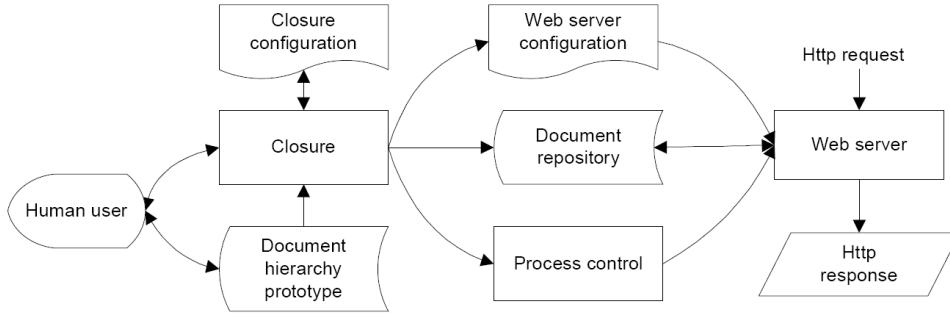 Closure
configuration
Web server
configuration
Http request
Closure
Document
repository
Web server
Human user
Document
hierarchy
prototype
Process control
Http
response